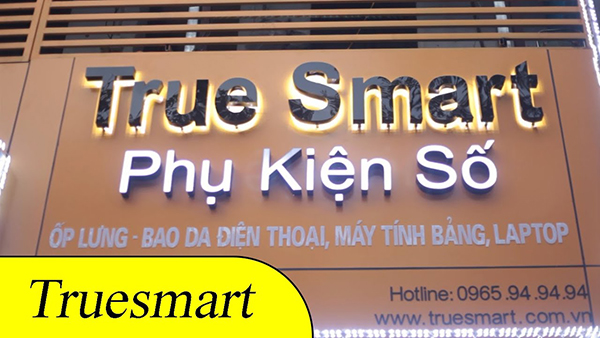 True Smart
Phụ Kiện Số
ỐP LƯNG - BAO DA ĐIỆN THOẠI, MÁY TÍNH BẢNG, LAPTOP
Hotline: 0965.94.94.94
www.truesmart.com.vn
Truesmart